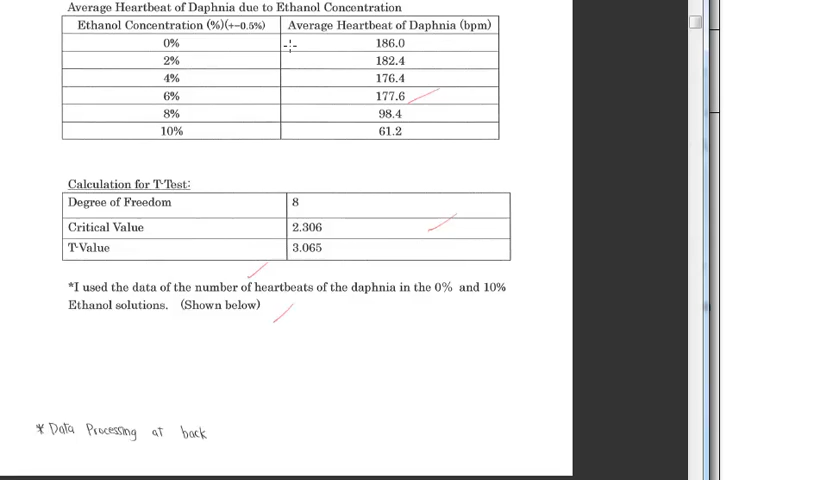 Average Heartbeat of Daphnia due to Ethanol Concentration
Ethanol Concentration (%)(+-0.5%) Average Heartbeat of Daphnia (bpm)
0% 186.0
2% 182.4
4% 176.4
6% 177.6
8% 98.4
10% 61.2
Calculation for T-Test:
Degree of Freedom 8
Critical Value 2.306
T-Value 3.065
*I used the data of the number of heartbeats of the daphnia in the 0% and 10%
Ethanol solutions. (Shown below)
* Data Processing at back